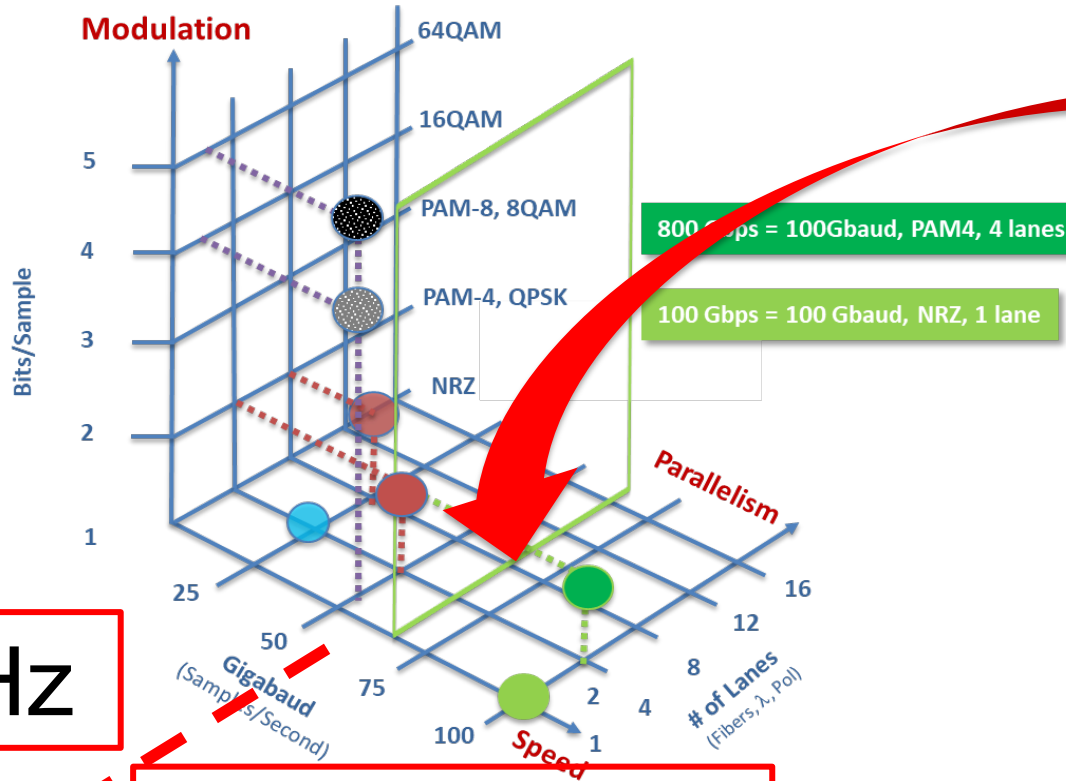 Modulation
64QAM
16QAM
5
PAM-8, 8QAM
800 Gbps = 100Gbaud, PAM4, 4 lanes
4
PAM-4, QPSK
100 Gbps = 100 Gbaud, NRZ, 1 lane
Bits/Sample
3
NRZ
2
Parallelism
1
16
25
12
50
8
Hz
Gigabaud
(Samples/Second)
75
# of Lanes
(Fibers, λ, Pol)
2
4
100
1
Speed